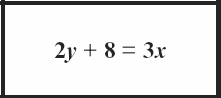 2y + 8 = 3x